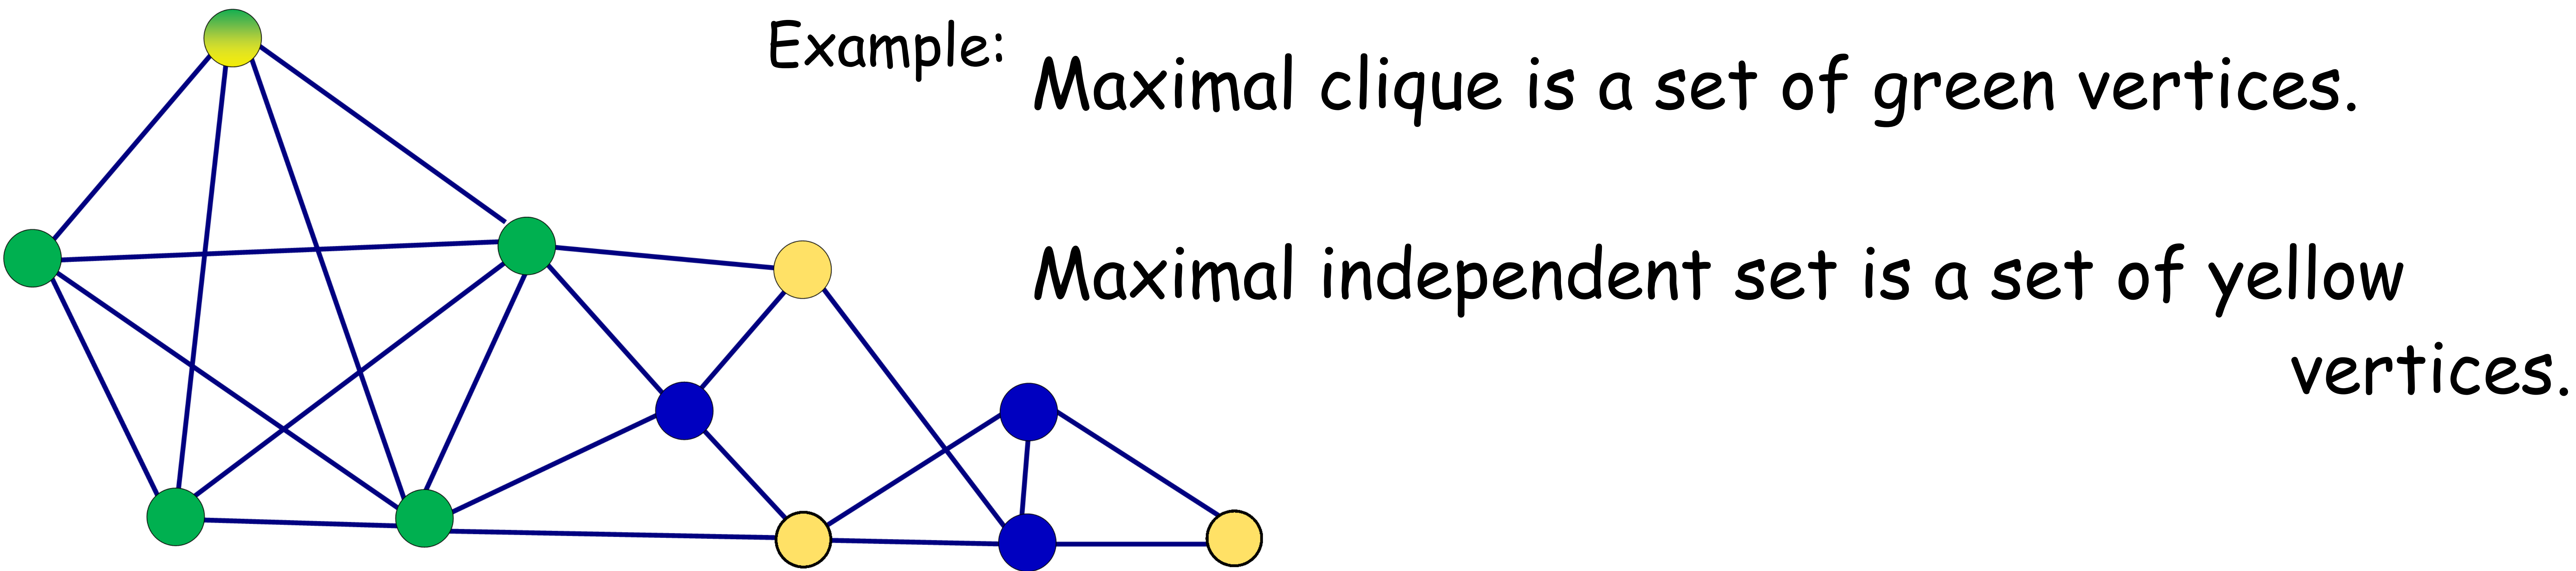 Example:
Maximal clique is a set of green vertices.
Maximal independent set is a set of yellow
vertices.